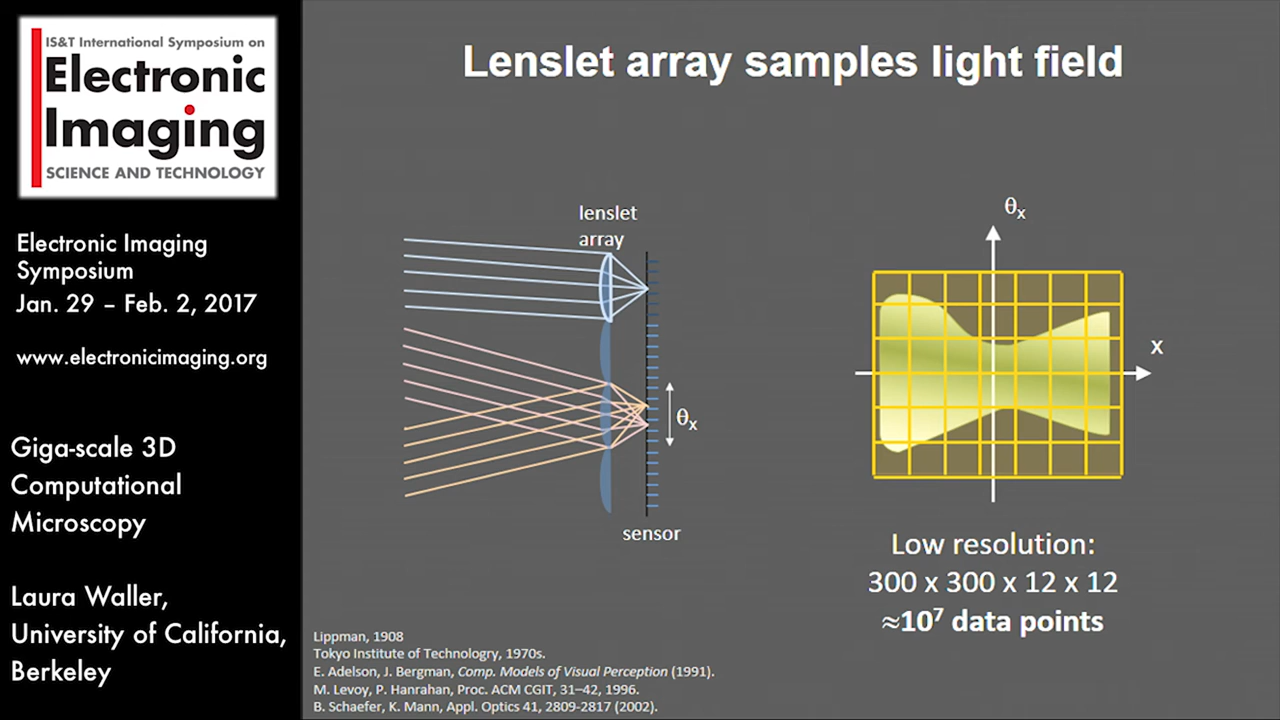 IS&T International Symposium on
Electronic
Imaging
SCIENCE AND TECHNOLOGY
Electronic Imaging
Symposium
Jan. 29 – Feb. 2, 2017
www.electronicimaging.org
Giga-scale 3D
Computational
Microscopy
Laura Waller,
University of California,
Berkeley
Lenslet array samples light field
lenslet
array
θx
sensor
θx
x
Low resolution:
300 x 300 x 12 x 12
≈10⁷ data points
Lippman, 1908
Tokyo Institute of Technologry, 1970s.
E. Adelson, J. Bergman, Comp. Models of Visual Perception (1991).
M. Levoy, P. Hanrahan, Proc. ACM CGIT, 31–42, 1996.
B. Schaefer, K. Mann, Appl. Optics 41, 2809-2817 (2002).